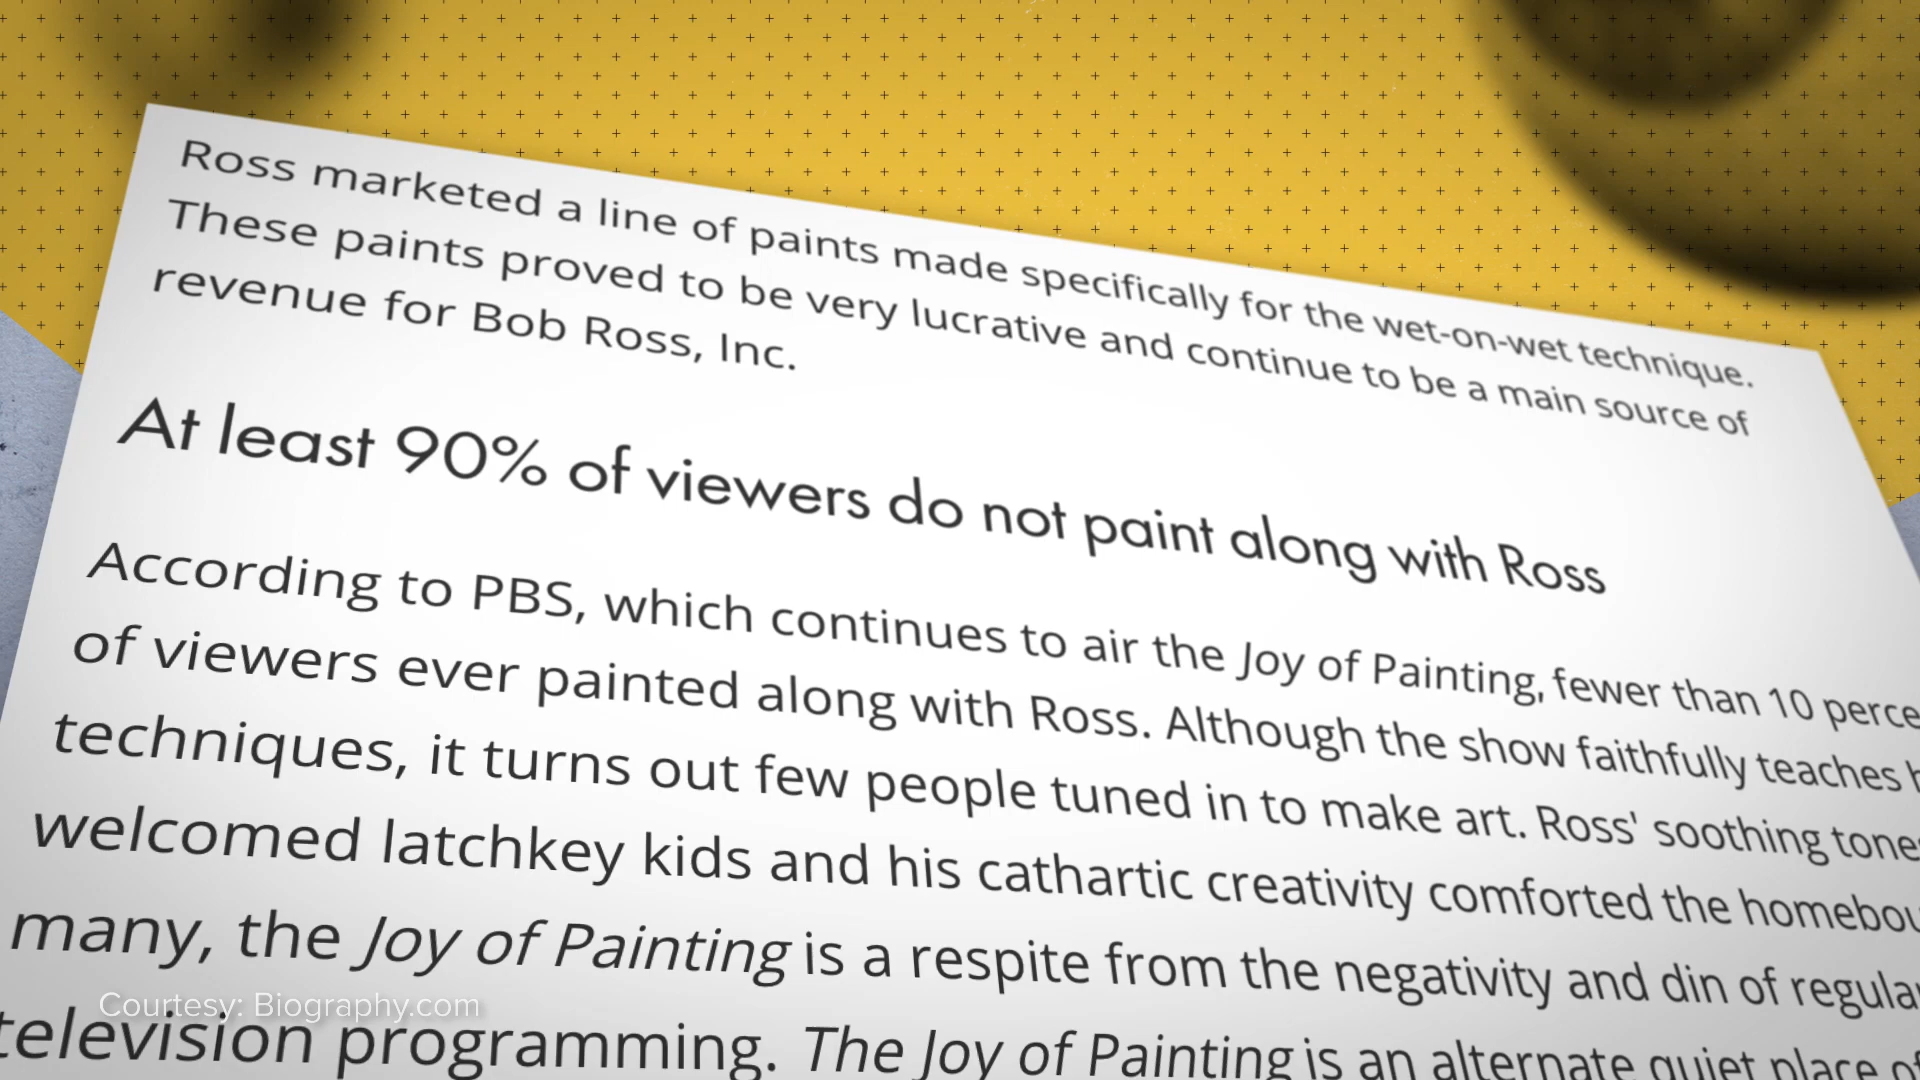 Ross marketed a line of paints made specifically for the wet-on-wet technique.
These paints proved to be very lucrative and continue to be a main source of
revenue for Bob Ross, Inc.
At least 90% of viewers do not paint along with Ross
According to PBS, which continues to air the Joy of Painting, fewer than 10
of viewers ever painted along with Ross. Although the show faithfully teaches
techniques, it turns out few people tuned in to make art. Ross' soothing
welcomed latchkey kids and his cathartic creativity comforted the
many, the Joy of Painting is a respite from the negativity and din of
television programming. The Joy of Painting is an alternate quiet place of
Courtesy: Biography.com